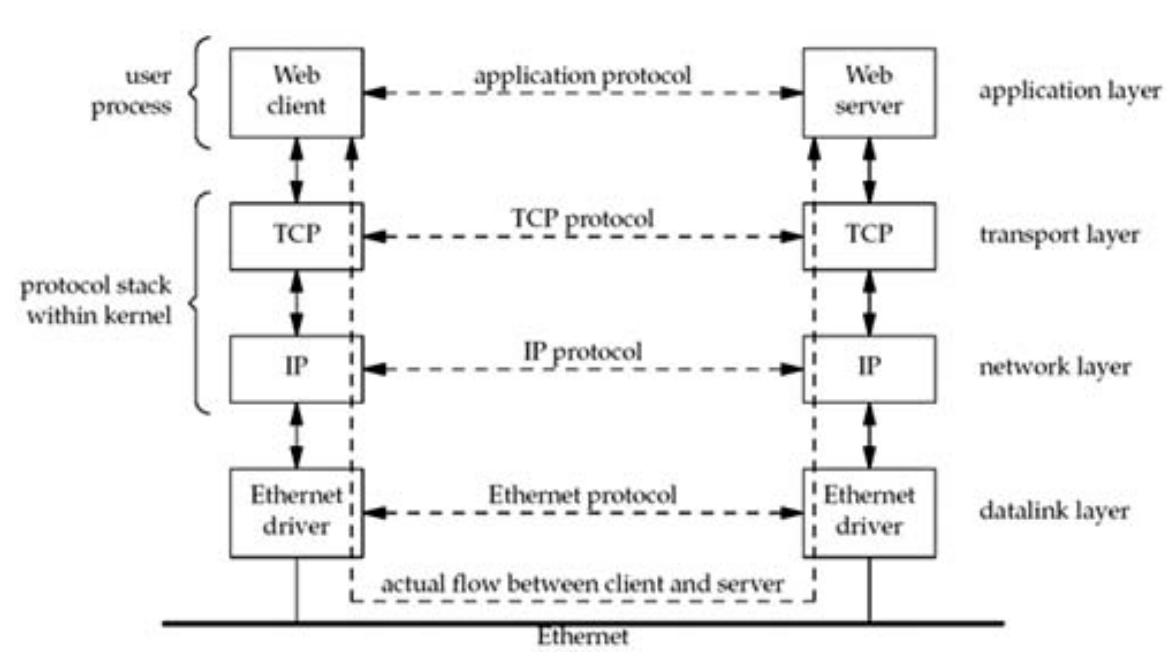 user
process
Web
client
application protocol
Web
server
application layer
protocol stack
within kernel
TCP
TCP protocol
TCP
transport layer
IP
IP protocol
IP
network layer
Ethernet
driver
Ethernet protocol
Ethernet
driver
datalink layer
actual flow between client and server
Ethernet